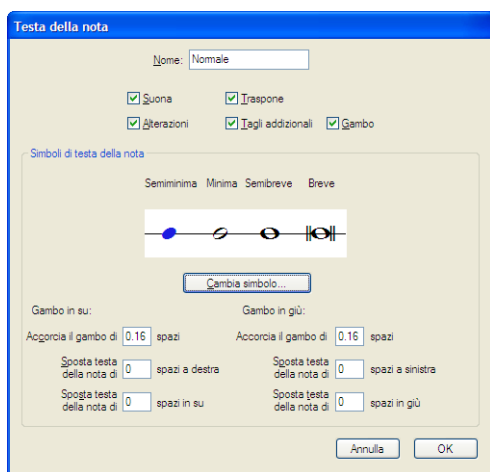 Testa della nota
Nome: Normale
Suona Traspone
Alterazioni Tagli addizionali Gambo
Simboli di testa della nota
Semiminima Minima Semibreve Breve
Cambia simbolo...
Gambo in su: Gambo in giù:
Accorcia il gambo di 0.16 spazi Accorcia il gambo di 0.16 spazi
Sposta testa della nota di 0 spazi a destra Sposta testa della nota di 0 spazi a sinistra
Sposta testa della nota di 0 spazi in su Sposta testa della nota di 0 spazi in giù
Annulla OK